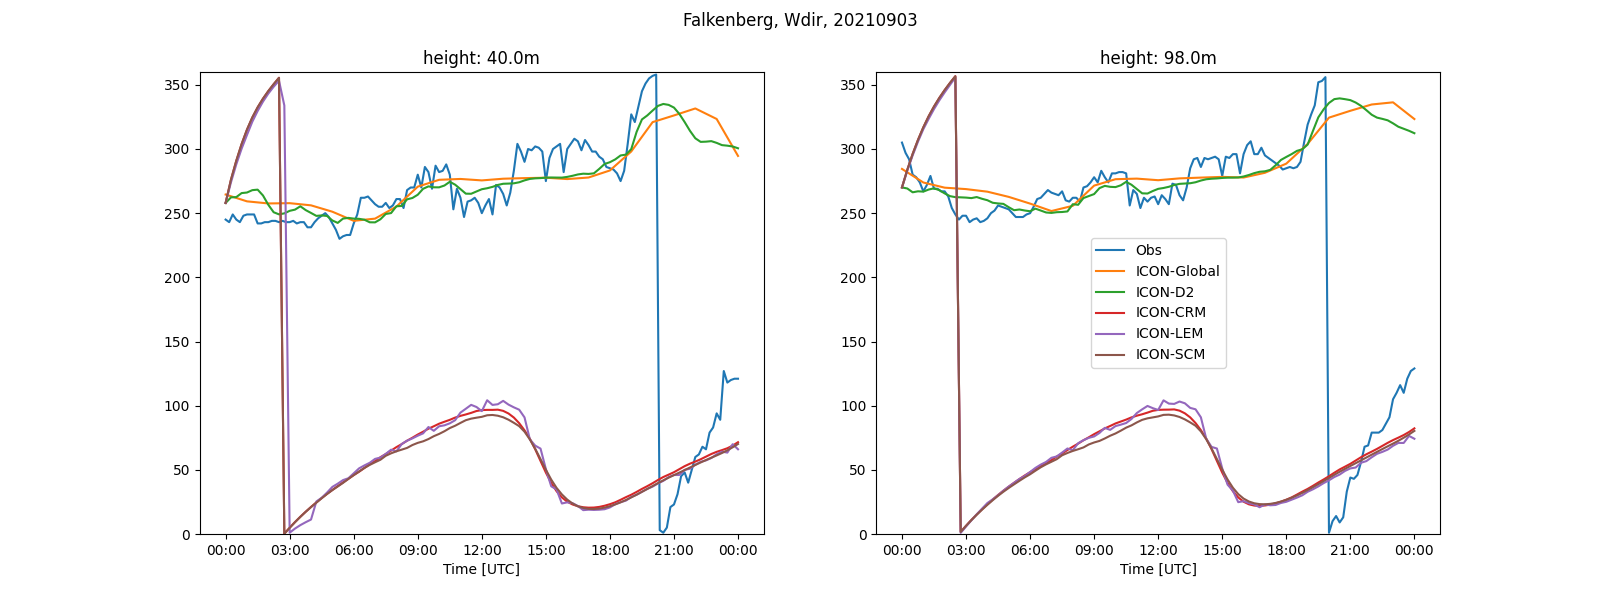 Falkenberg, Wdir, 20210903
height: 40.0m
350
300
250
200
150
100
50
0
00:00 03:00 06:00 09:00 12:00 15:00 18:00 21:00 00:00
Time [UTC]
height: 98.0m
350
300
250
200
150
100
50
0
Obs
ICON-Global
ICON-D2
ICON-CRM
ICON-LEM
ICON-SCM
00:00 03:00 06:00 09:00 12:00 15:00 18:00 21:00 00:00
Time [UTC]